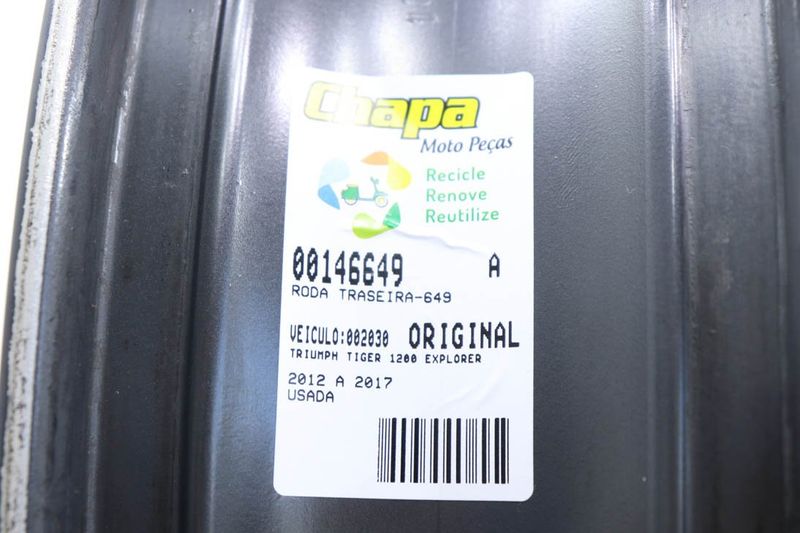 Chapa
Moto Peças
Recicle
Renove
Reutilize
00146649 A
RODA TRASEIRA-649
VEICULO:002030 ORIGINAL
TRIUMPH TIGER 1200 EXPLORER
2012 A 2017
USADA